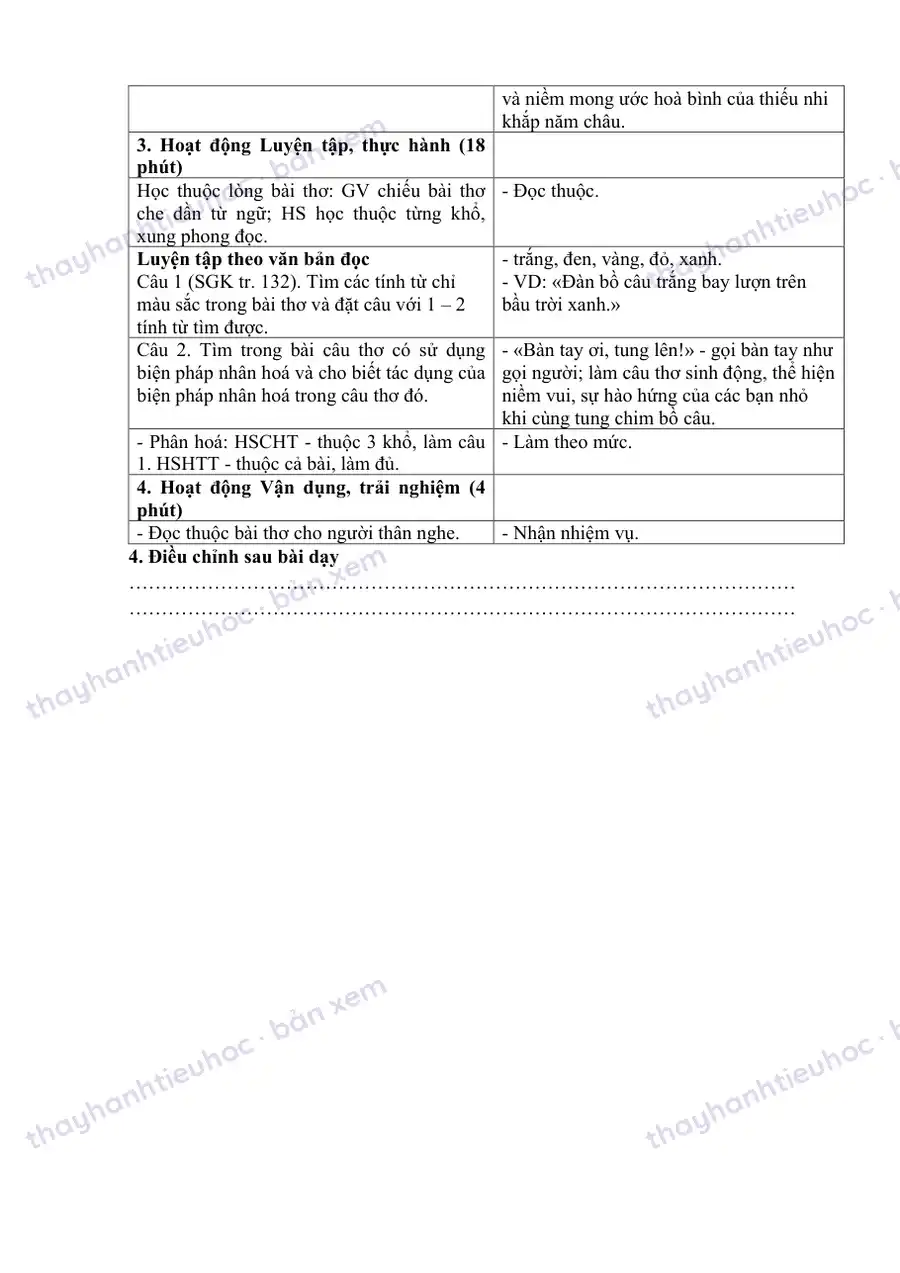 và niềm mong ước hoà bình của thiếu nhi
khắp năm châu.
3. Hoạt động Luyện tập, thực hành (18
phút)
Học thuộc lòng bài thơ: GV chiếu bài thơ
che dần từ ngữ; HS học thuộc từng khổ,
xung phong đọc.
- Đọc thuộc.
Luyện tập theo văn bản đọc
Câu 1 (SGK tr. 132). Tìm các tính từ chỉ
màu sắc trong bài thơ và đặt câu với 1 – 2
tính từ tìm được.
- trắng, đen, vàng, đỏ, xanh.
- VD: «Đàn bồ câu trắng bay lượn trên
bầu trời xanh.»
Câu 2. Tìm trong bài câu thơ có sử dụng
biện pháp nhân hoá và cho biết tác dụng của
biện pháp nhân hoá trong câu thơ đó.
- «Bàn tay ơi, tung lên!» - gọi bàn tay như
gọi người; làm câu thơ sinh động, thể hiện
niềm vui, sự hào hứng của các bạn nhỏ
khi cùng tung chim bồ câu.
- Phân hoá: HSCHT - thuộc 3 khổ, làm câu
1. HSHTT - thuộc cả bài, làm đủ.
- Làm theo mức.
4. Hoạt động Vận dụng, trải nghiệm (4
phút)
- Đọc thuộc bài thơ cho người thân nghe.
- Nhận nhiệm vụ.
4. Điều chỉnh sau bài dạy
……………………………………………………………………………………………
……………………………………………………………………………………………
thayhanhtieuhoc · bản xem
thayhanhtieuhoc · b
thayhanhtieuhoc · bản xem
thayhanhtieuhoc · b
thayhanhtieuhoc · bản xem
thayhanhtieuhoc · b